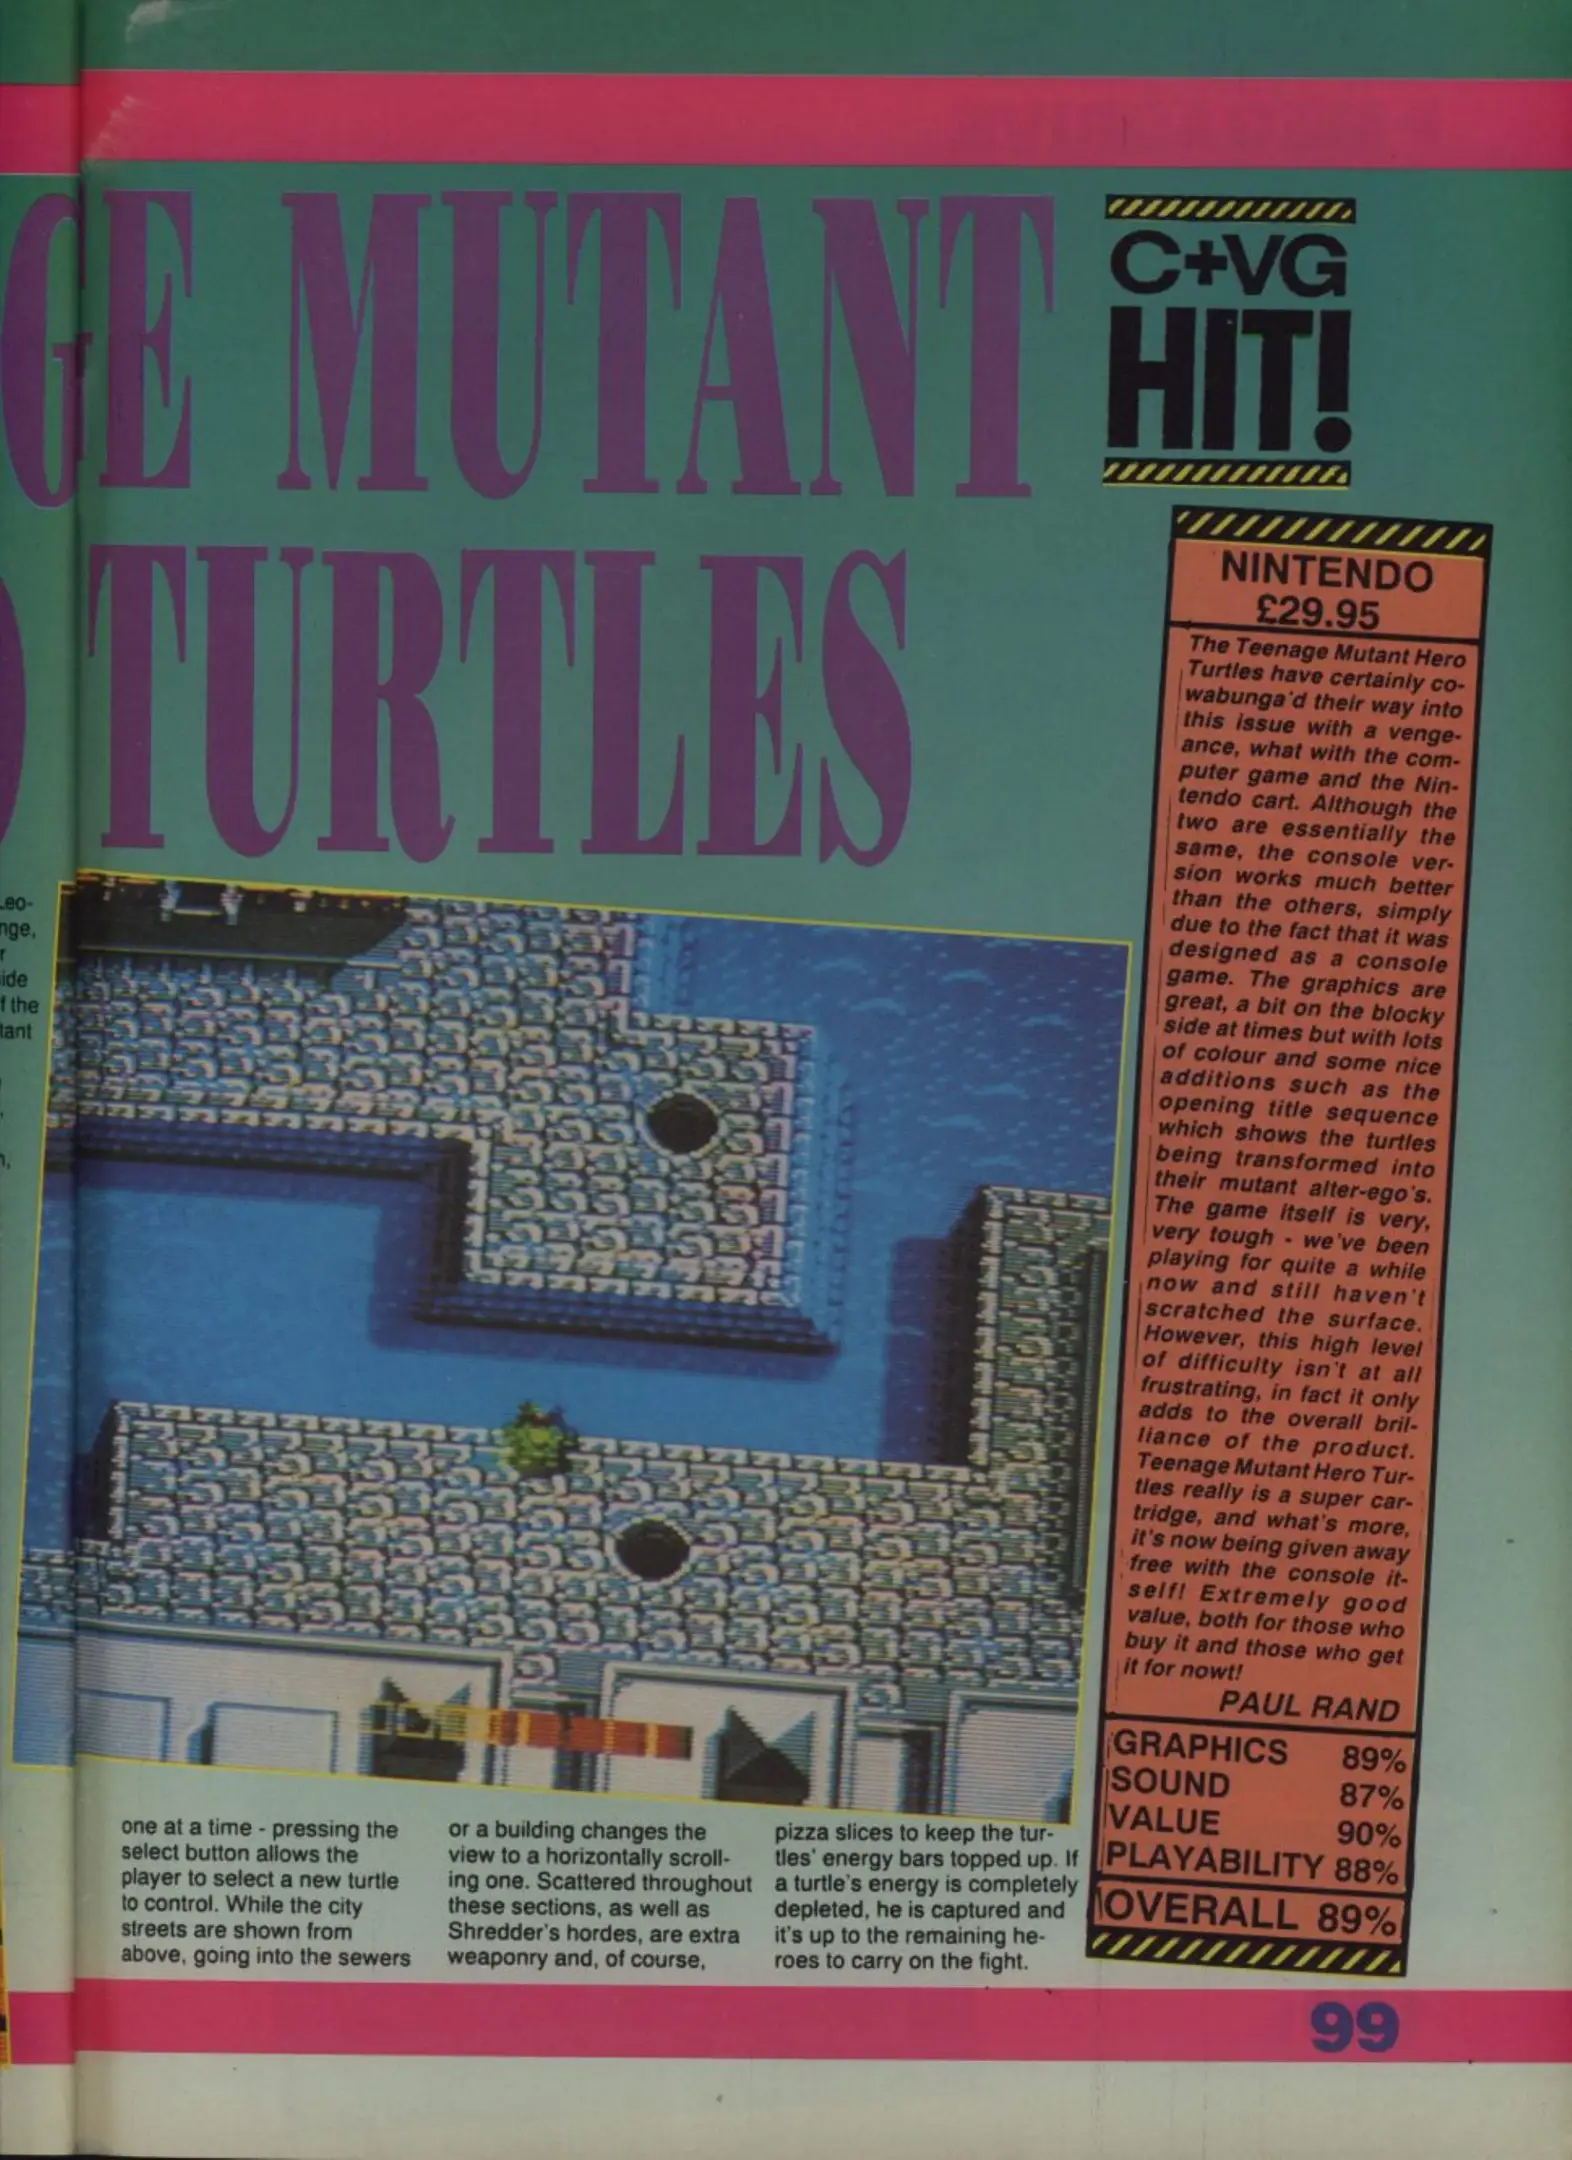 GE MUTANT
TURTLES
C+VG
HIT!
NINTENDO
£29.95
The Teenage Mutant Hero
Turtles have certainly co-
wabunga'd their way into
this issue with a venge-
ance, what with the com-
puter game and the Nin-
tendo cart. Although the
two are essentially the
same, the console ver-
sion works much better
than the others, simply
due to the fact that it was
designed as a console
game. The graphics are
great, a bit on the blocky
side at times but with lots
of colour and some nice
additions such as the
opening title sequence
which shows the turtles
being transformed into
their mutant alter-ego's.
The game itself is very,
very tough - we've been
playing for quite a while
now and still haven't
scratched the surface.
However, this high level
of difficulty isn't at all
frustrating, in fact it only
adds to the overall bril-
liance of the product.
Teenage Mutant Hero Tur-
tles really is a super car-
tridge, and what's more,
it's now being given away
free with the console it-
self! Extremely good
value, both for those who
buy it and those who get
it for nowt!
PAUL RAND
GRAPHICS 89%
SOUND 87%
VALUE 90%
PLAYABILITY 88%
OVERALL 89%
f the
one at a time - pressing the
select button allows the
player to select a new turtle
to control. While the city
streets are shown from
above, going into the sewers
or a building changes the
view to a horizontally scroll-
ing one. Scattered throughout
these sections, as well as
Shredder's hordes, are extra
weaponry and, of course,
pizza slices to keep the tur-
tles' energy bars topped up. If
a turtle's energy is completely
depleted, he is captured and
it's up to the remaining he-
roes to carry on the fight.
99